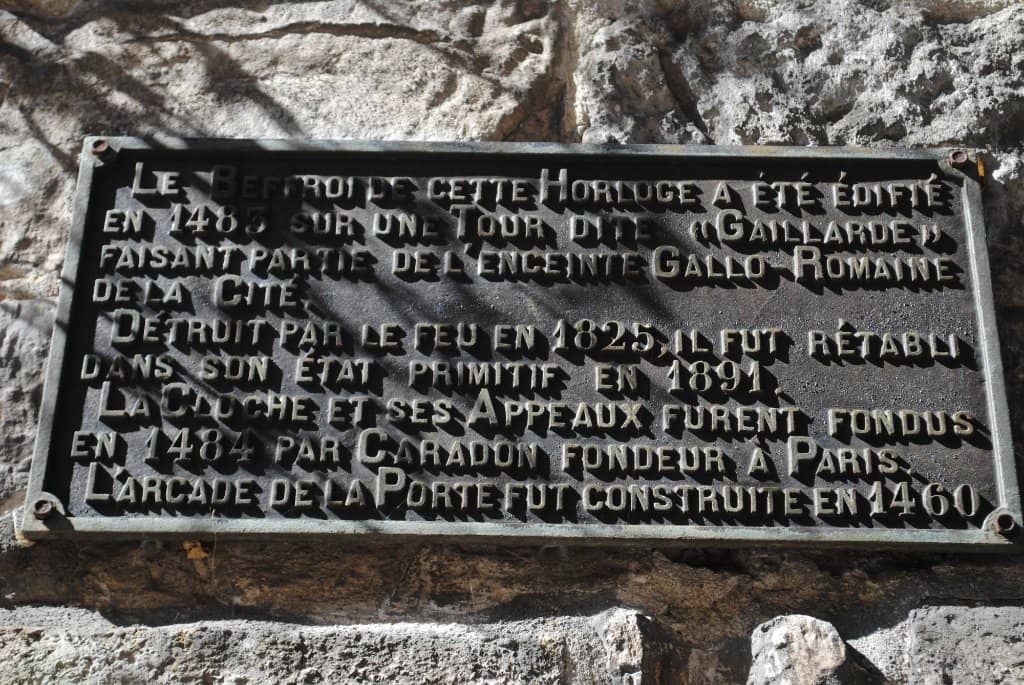 LE BEFFROI DE CETTE HORLOGE A ÉTÉ ÉDIFIÉ
EN 1483 SUR UNE TOUR DITE "GAILLARDE"
FAISANT PARTIE DE L'ENCEINTE GALLO-ROMAINE
DE LA CITÉ
DÉTRUIT PAR LE FEU EN 1825, IL FUT RÉTABLI
DANS SON ÉTAT PRIMITIF EN 1891.
LA CLOCHE ET SES APPEAUX FURENT FONDUS
EN 1484 PAR CARADON FONDEUR À PARIS.
L'ARCADE DE LA PORTE FUT CONSTRUITE EN 1460